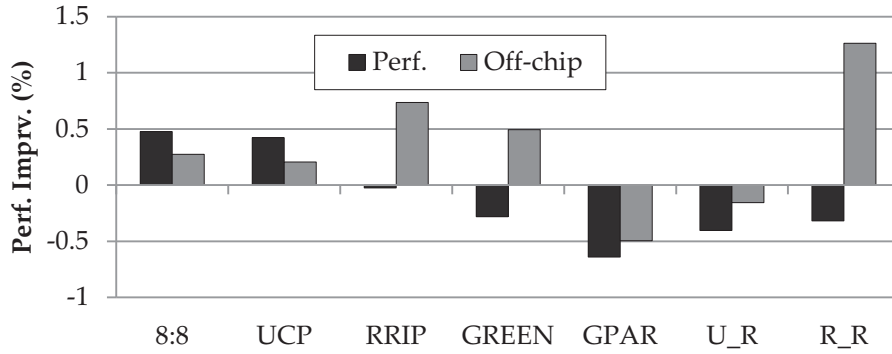 1.5
Perf. Off-chip
1
0.5
0
-0.5
-1
Perf. Imprv. (%)
8:8 UCP RRIP GREEN GPAR U_R R_R